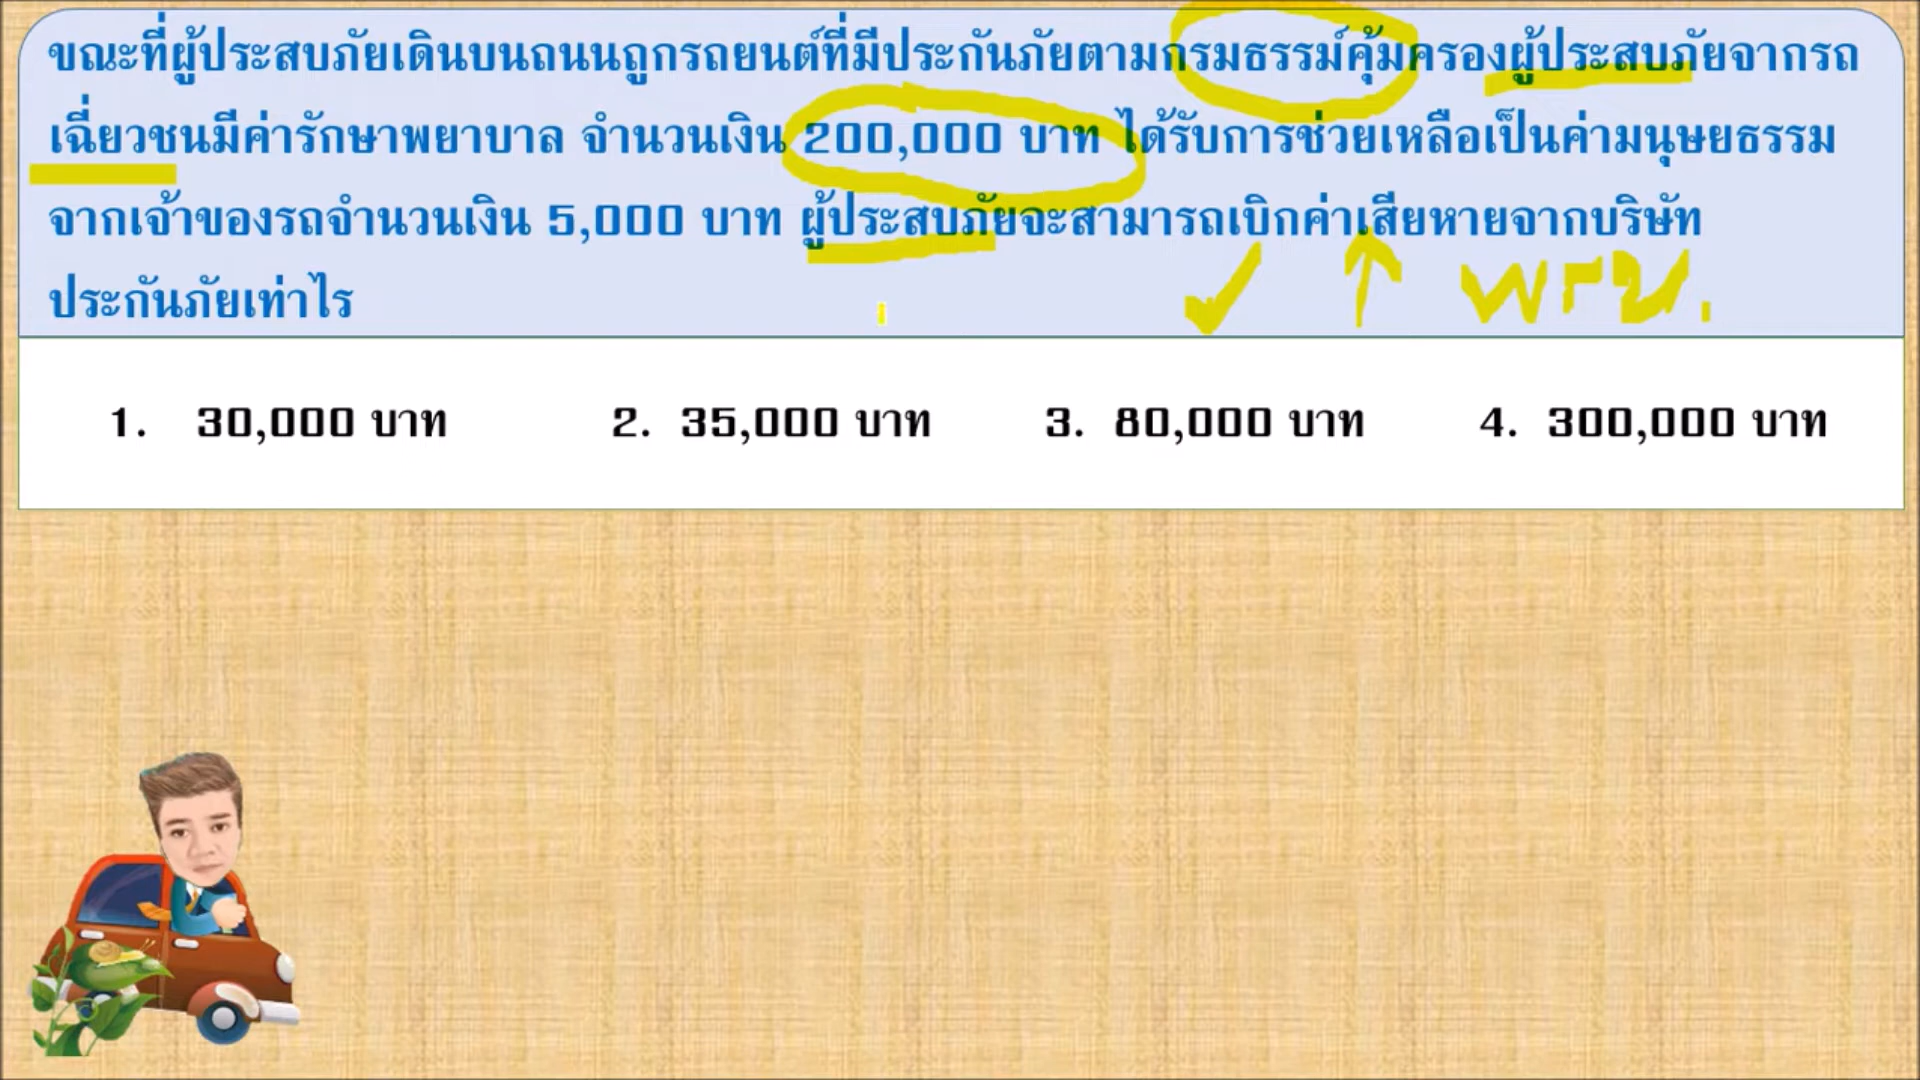 ขณะที่ผู้ประสบภัยเดินบนถนนถูกรถยนต์ที่มีประกันภัยตามกรมธรรม์คุ้มครองผู้ประสบภัยจากรถ
เฉี่ยวชนมีค่ารักษาพยาบาล จำนวนเงิน 200,000 บาท ได้รับการช่วยเหลือเป็นค่ามนุษยธรรม
จากเจ้าของรถจำนวนเงิน 5,000 บาท ผู้ประสบภัยจะสามารถเบิกค่าเสียหายจากบริษัท
ประกันภัยเท่าไร
พรบ.
1. 30,000 บาท 2. 35,000 บาท 3. 80,000 บาท 4. 300,000 บาท